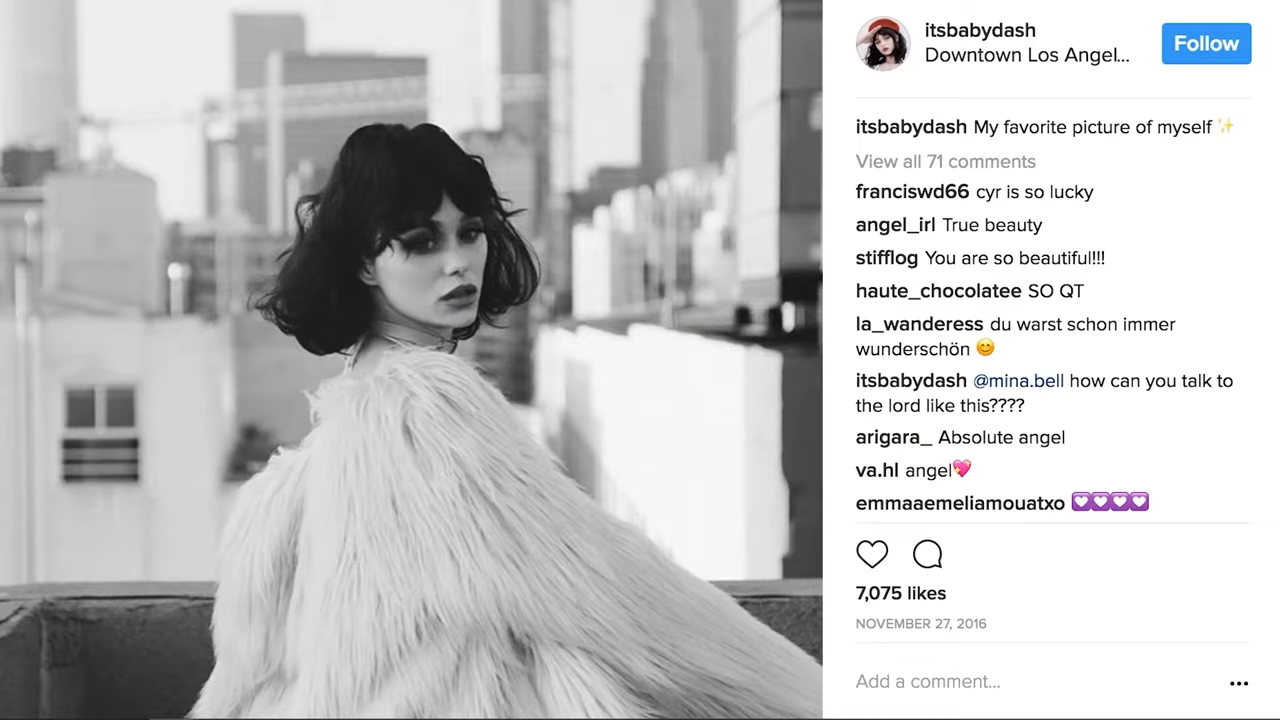 itsbabydash
Downtown Los Angel...
Follow
itsbabydash My favorite picture of myself ✨
View all 71 comments
franciswd66 cyr is so lucky
angel_irl True beauty
stifflog You are so beautiful!!!
haute_chocolatee SO QT
la_wanderess du warst schon immer
wunderschön 😊
itsbabydash @mina.bell how can you talk to
the lord like this????
arigara_ Absolute angel
va.hl angel💖
emmaaemeliamouatxo 💟💟💟💟
7,075 likes
NOVEMBER 27, 2016
Add a comment...